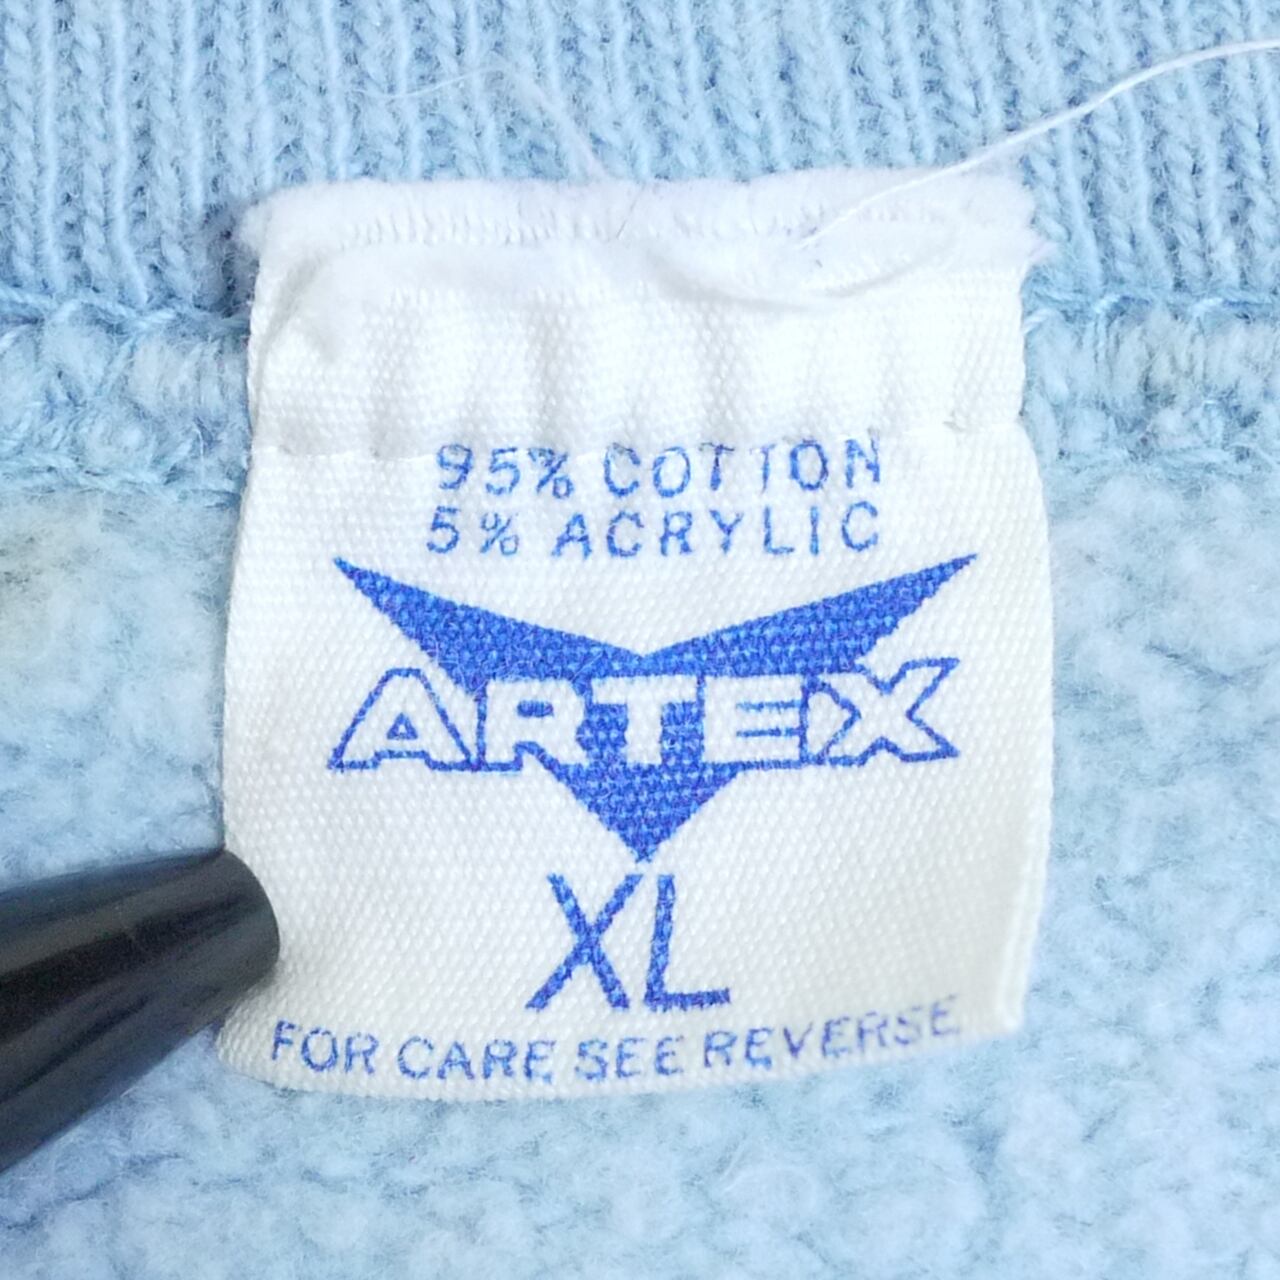 95% COTTON
5% ACRYLIC
ARTEX
XL
FOR CARE SEE REVERSE